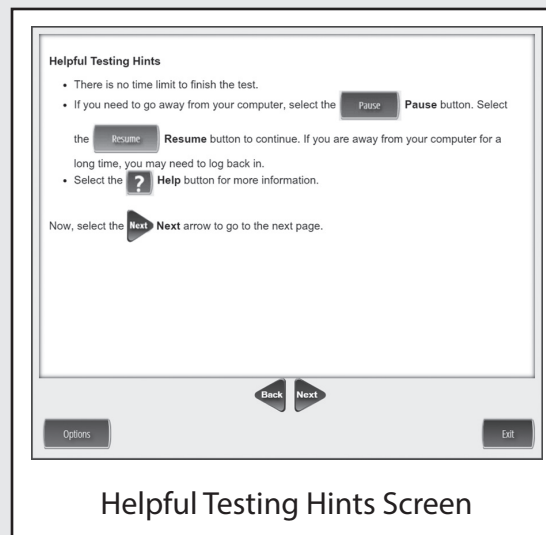 Helpful Testing Hints
• There is no time limit to finish the test.
• If you need to go away from your computer, select the Pause Pause button. Select
the Resume Resume button to continue. If you are away from your computer for a
long time, you may need to log back in.
• Select the ? Help button for more information.
Now, select the Next Next arrow to go to the next page.
Back Next
Options Exit
Helpful Testing Hints Screen